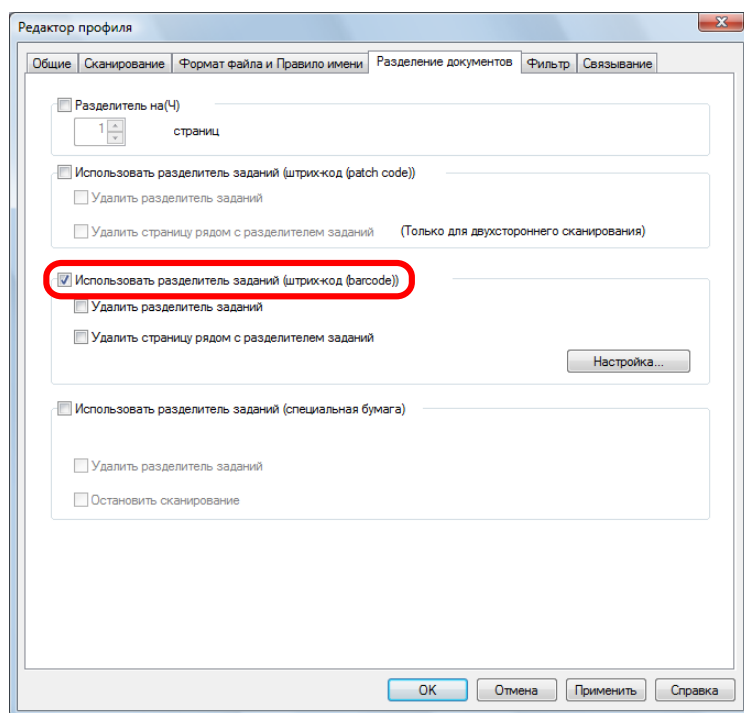 Редактор профиля
Общие Сканирование Формат файла и Правило имени Разделение документов Фильтр Связывание
Разделитель на(Ч)
1 страниц
Использовать разделитель заданий (штрих-код (patch code))
Удалить разделитель заданий
Удалить страницу рядом с разделителем заданий (Только для двухстороннего сканирования)
Использовать разделитель заданий (штрих-код (barcode))
Удалить разделитель заданий
Удалить страницу рядом с разделителем заданий
Настройка...
Использовать разделитель заданий (специальная бумага)
Удалить разделитель заданий
Остановить сканирование
OK Отмена Применить Справка